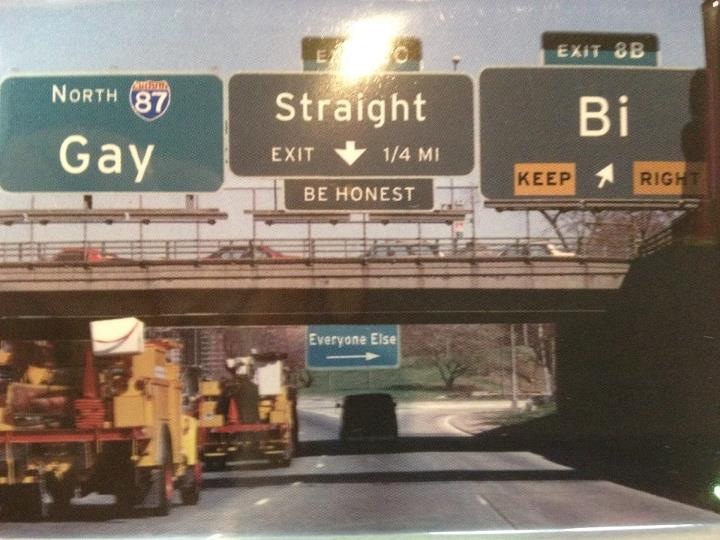 NORTH 87
Gay
Straight
EXIT 1/4 MI
BE HONEST
EXIT 8B
Bi
KEEP RIGHT
Everyone Else